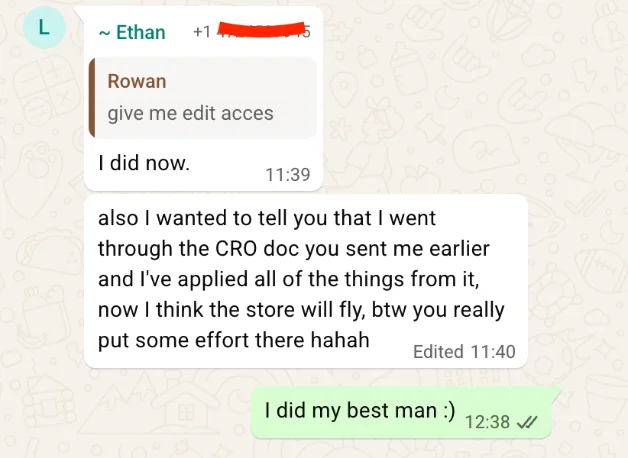 L
~ Ethan +1
Rowan
give me edit acces
I did now.
11:39
also I wanted to tell you that I went
through the CRO doc you sent me earlier
and I've applied all of the things from it,
now I think the store will fly, btw you really
put some effort there hahah
Edited 11:40
I did my best man :)
12:38